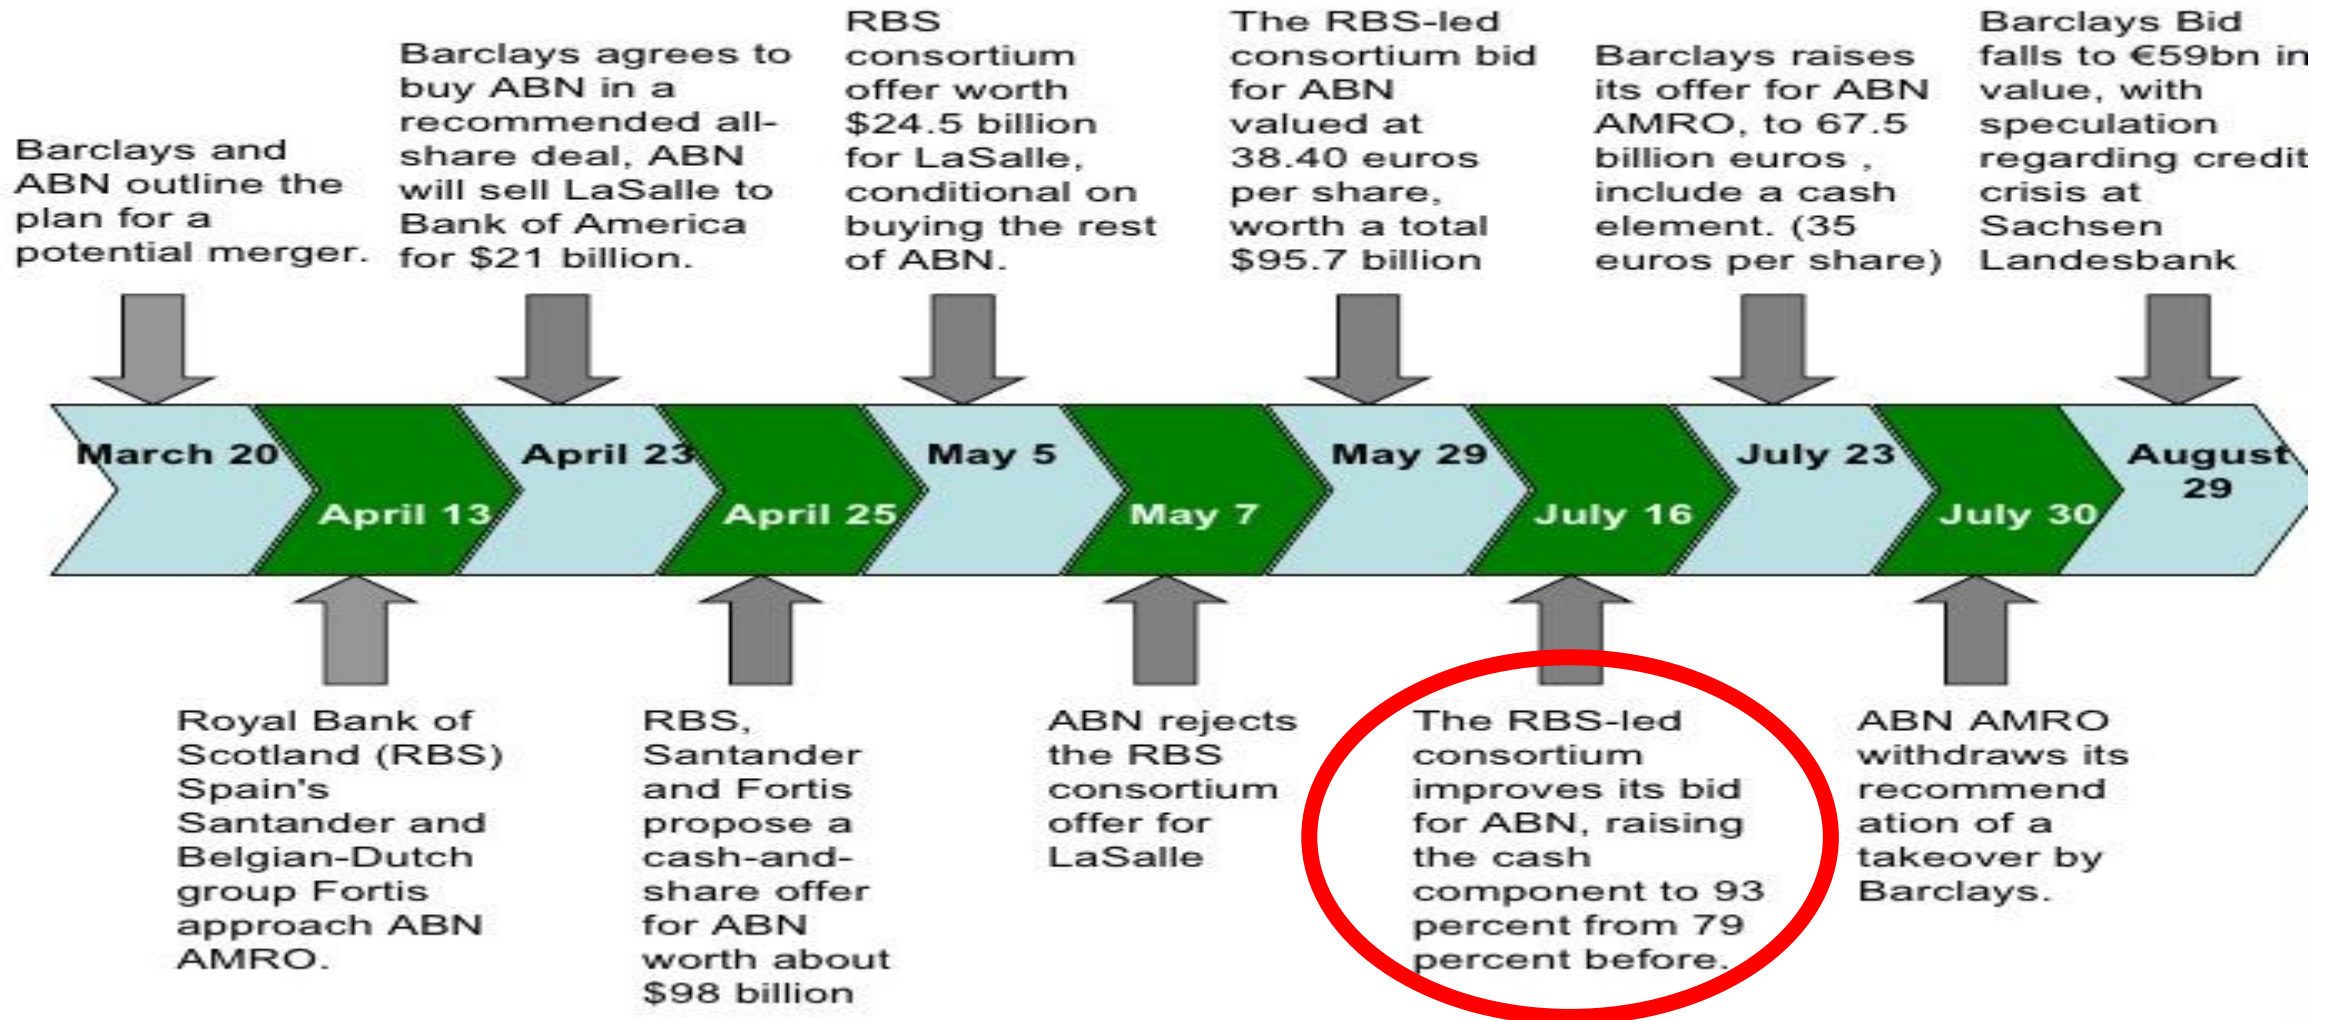 Barclays and
ABN outline the
plan for a
potential merger.
Barclays agrees to
buy ABN in a
recommended all-
share deal, ABN
will sell LaSalle to
Bank of America
for $21 billion.
RBS
consortium
offer worth
$24.5 billion
for LaSalle,
conditional on
buying the rest
of ABN.
The RBS-led
consortium bid
for ABN
valued at
38.40 euros
per share,
worth a total
$95.7 billion
Barclays raises
its offer for ABN
AMRO, to 67.5
billion euros ,
include a cash
element. (35
euros per share)
Barclays Bid
falls to €59bn in
value, with
speculation
regarding credit
crisis at
Sachsen
Landesbank
March 20
April 13
April 23
April 25
May 5
May 7
May 29
July 16
July 23
July 30
August
29
Royal Bank of
Scotland (RBS)
Spain's
Santander and
Belgian-Dutch
group Fortis
approach ABN
AMRO.
RBS,
Santander
and Fortis
propose a
cash-and-
share offer
for ABN
worth about
$98 billion
ABN rejects
the RBS
consortium
offer for
LaSalle
The RBS-led
consortium
improves its bid
for ABN, raising
the cash
component to 93
percent from 79
percent before.
ABN AMRO
withdraws its
recommend
ation of a
takeover by
Barclays.